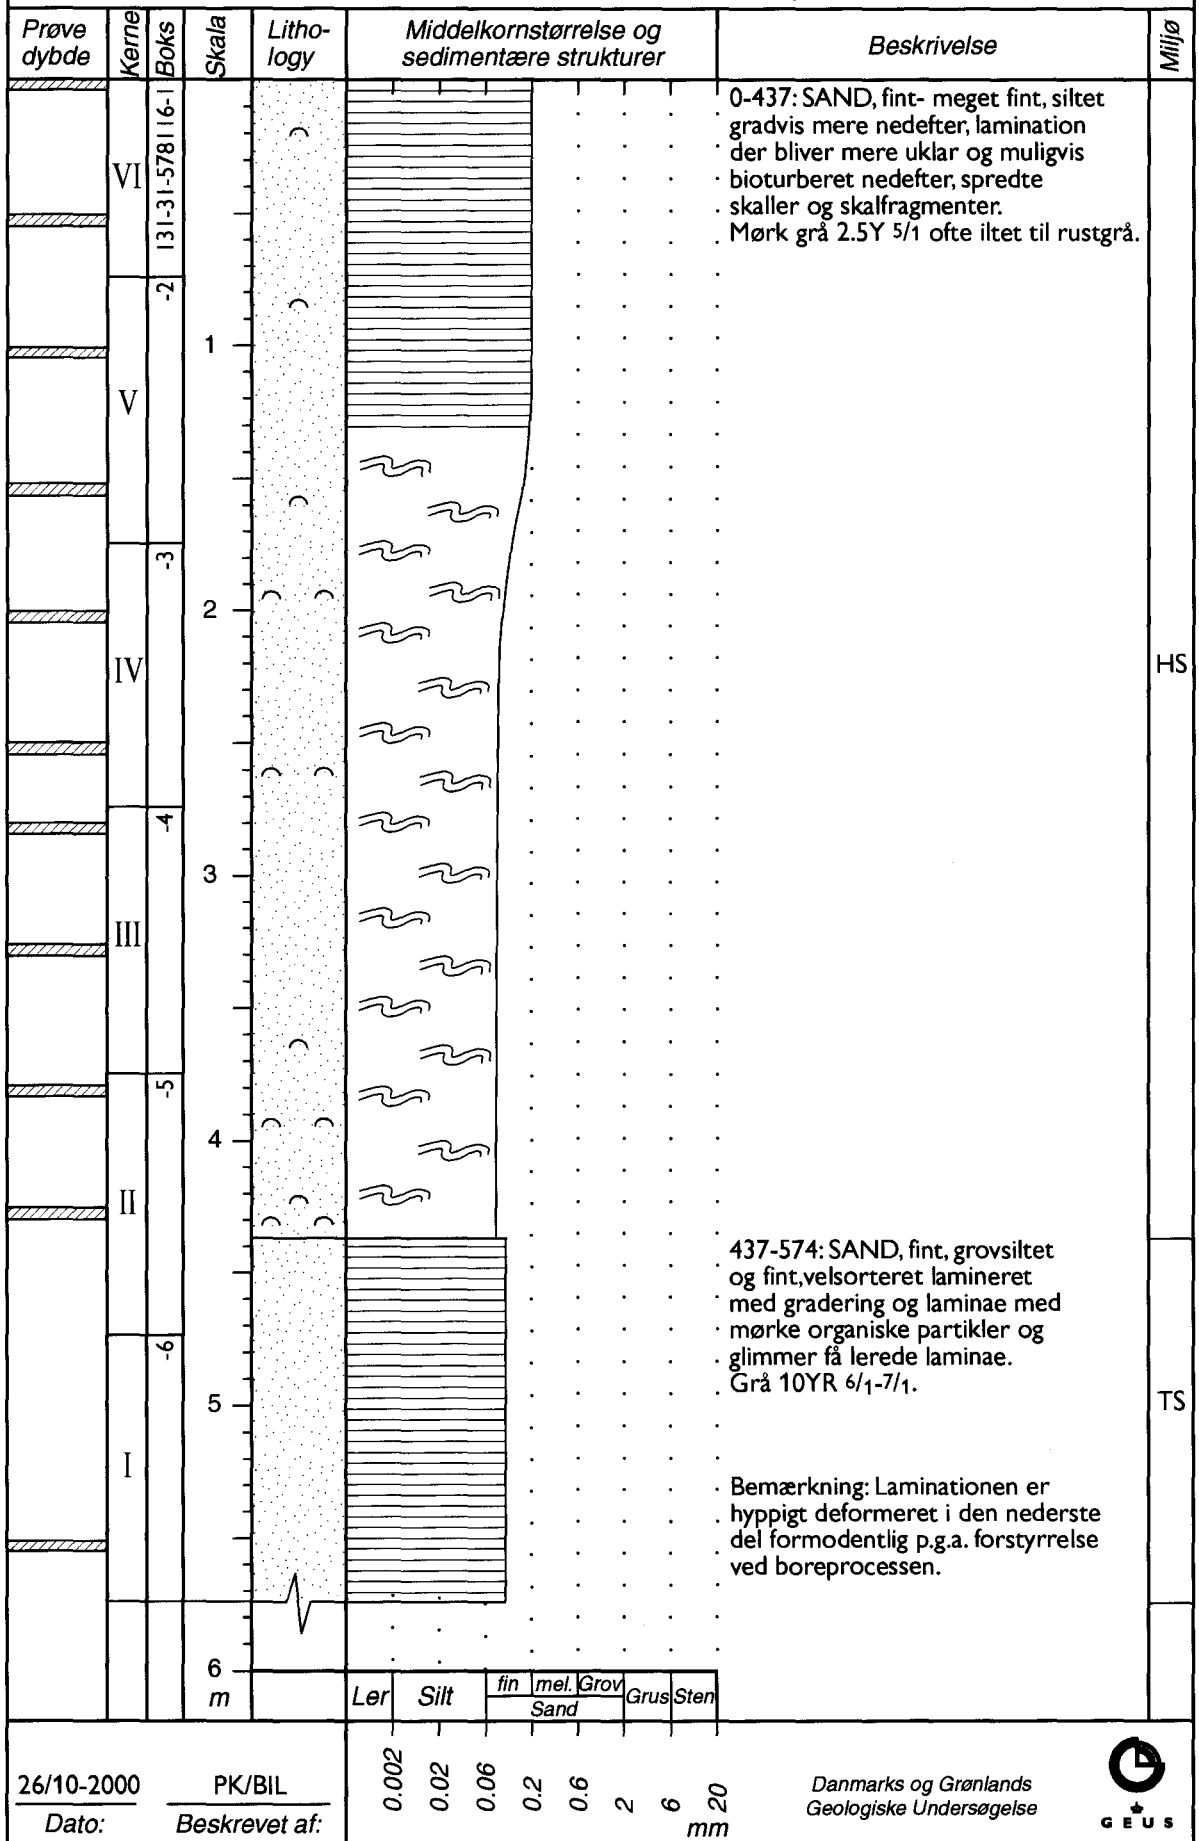 Prøve dybde
Kerne
Boks
Skala
Litho-
logy
Middelkornstørrelse og
sedimentære strukturer
Beskrivelse
Miljø
131-31-578116-1
-2
-3
-4
-5
-6
VI
V
IV
III
II
I
1
2
3
4
5
6
m
0-437: SAND, fint- meget fint, siltet
gradvis mere nedefter, lamination
der bliver mere uklar og muligvis
bioturberet nedefter, spredte
skaller og skalfragmenter.
Mørk grå 2.5Y 5/1 ofte iltet til rustgrå.
HS
437-574: SAND, fint, grovsiltet
og fint,velsorteret lamineret
med gradering og laminae med
mørke organiske partikler og
glimmer få lerede laminae.
Grå 10YR 6/1-7/1.
TS
Bemærkning: Laminationen er
hyppigt deformeret i den nederste
del formodentlig p.g.a. forstyrrelse
ved boreprocessen.
Ler
Silt
fin
mel.
Grov
Sand
Grus
Sten
0.002
0.02
0.06
0.2
0.6
2
6
20
mm
26/10-2000
Dato:
PK/BIL
Beskrevet af:
Danmarks og Grønlands
Geologiske Undersøgelse
GEUS